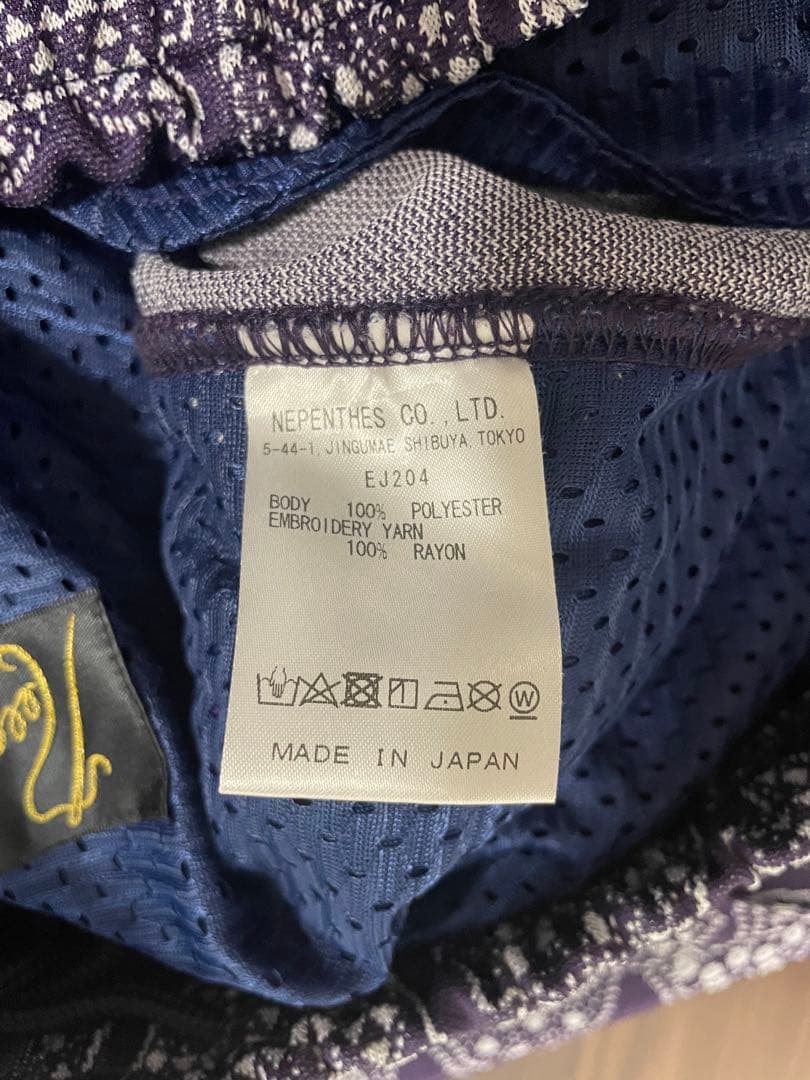 NEPENTHES CO., LTD.
5-44-1, JINGUMAE SHIBUYA, TOKYO
EJ204
BODY 100% POLYESTER
EMBROIDERY YARN
100% RAYON
W
MADE IN JAPAN